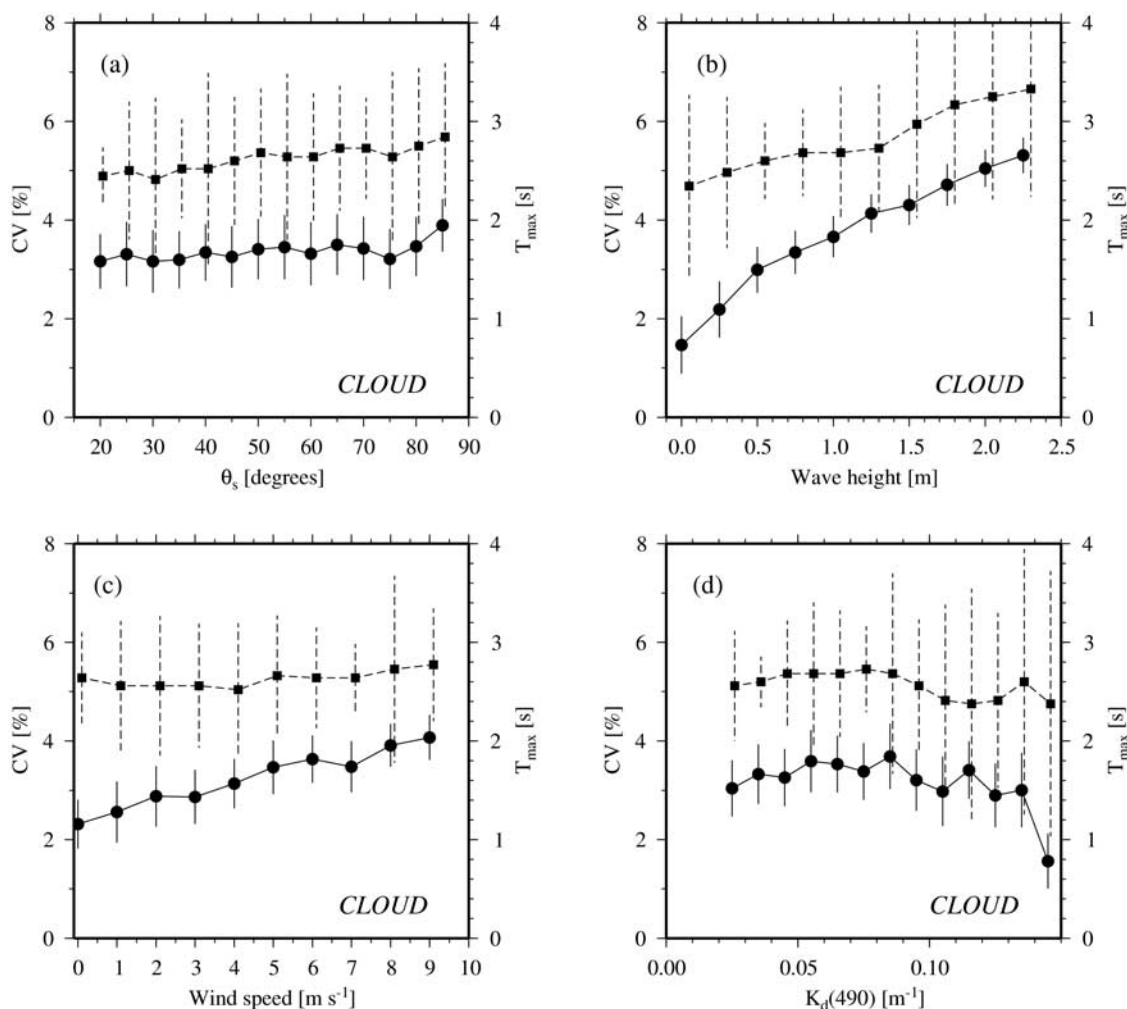 8
6
4
2
0
CV [%]
(a)
CLOUD
4
3
2
1
0
T_max [s]
20 30 40 50 60 70 80 90
θ_s [degrees]
8
6
4
2
0
CV [%]
(b)
CLOUD
4
3
2
1
0
T_max [s]
0.0 0.5 1.0 1.5 2.0 2.5
Wave height [m]
8
6
4
2
0
CV [%]
(c)
CLOUD
4
3
2
1
0
T_max [s]
0 1 2 3 4 5 6 7 8 9 10
Wind speed [m s⁻¹]
8
6
4
2
0
CV [%]
(d)
CLOUD
4
3
2
1
0
T_max [s]
0.00 0.05 0.10
K_d(490) [m⁻¹]